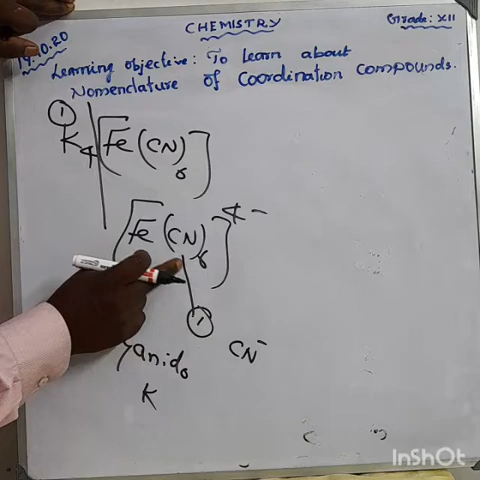 14.10.20
CHEMISTRY
Grade: XII
Learning objective: To learn about
Nomenclature of Coordination compounds.
1
K4[Fe(CN)6]
[Fe(CN)6]4-
1
yanido
CN-
K
InShOt